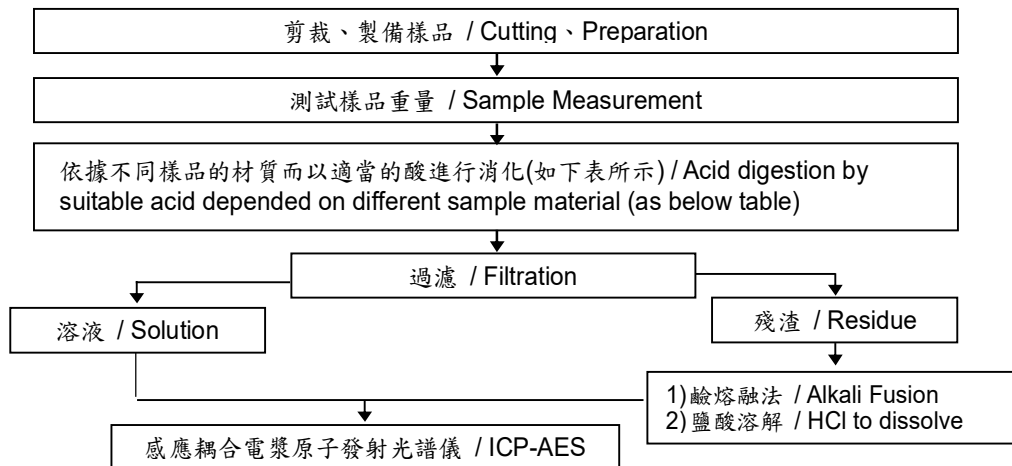 剪裁、製備樣品 / Cutting、Preparation
測試樣品重量 / Sample Measurement
依據不同樣品的材質而以適當的酸進行消化(如下表所示) / Acid digestion by
suitable acid depended on different sample material (as below table)
過濾 / Filtration
溶液 / Solution
殘渣 / Residue
1)鹼熔融法 / Alkali Fusion
2)鹽酸溶解 / HCl to dissolve
感應耦合電漿原子發射光譜儀 / ICP-AES